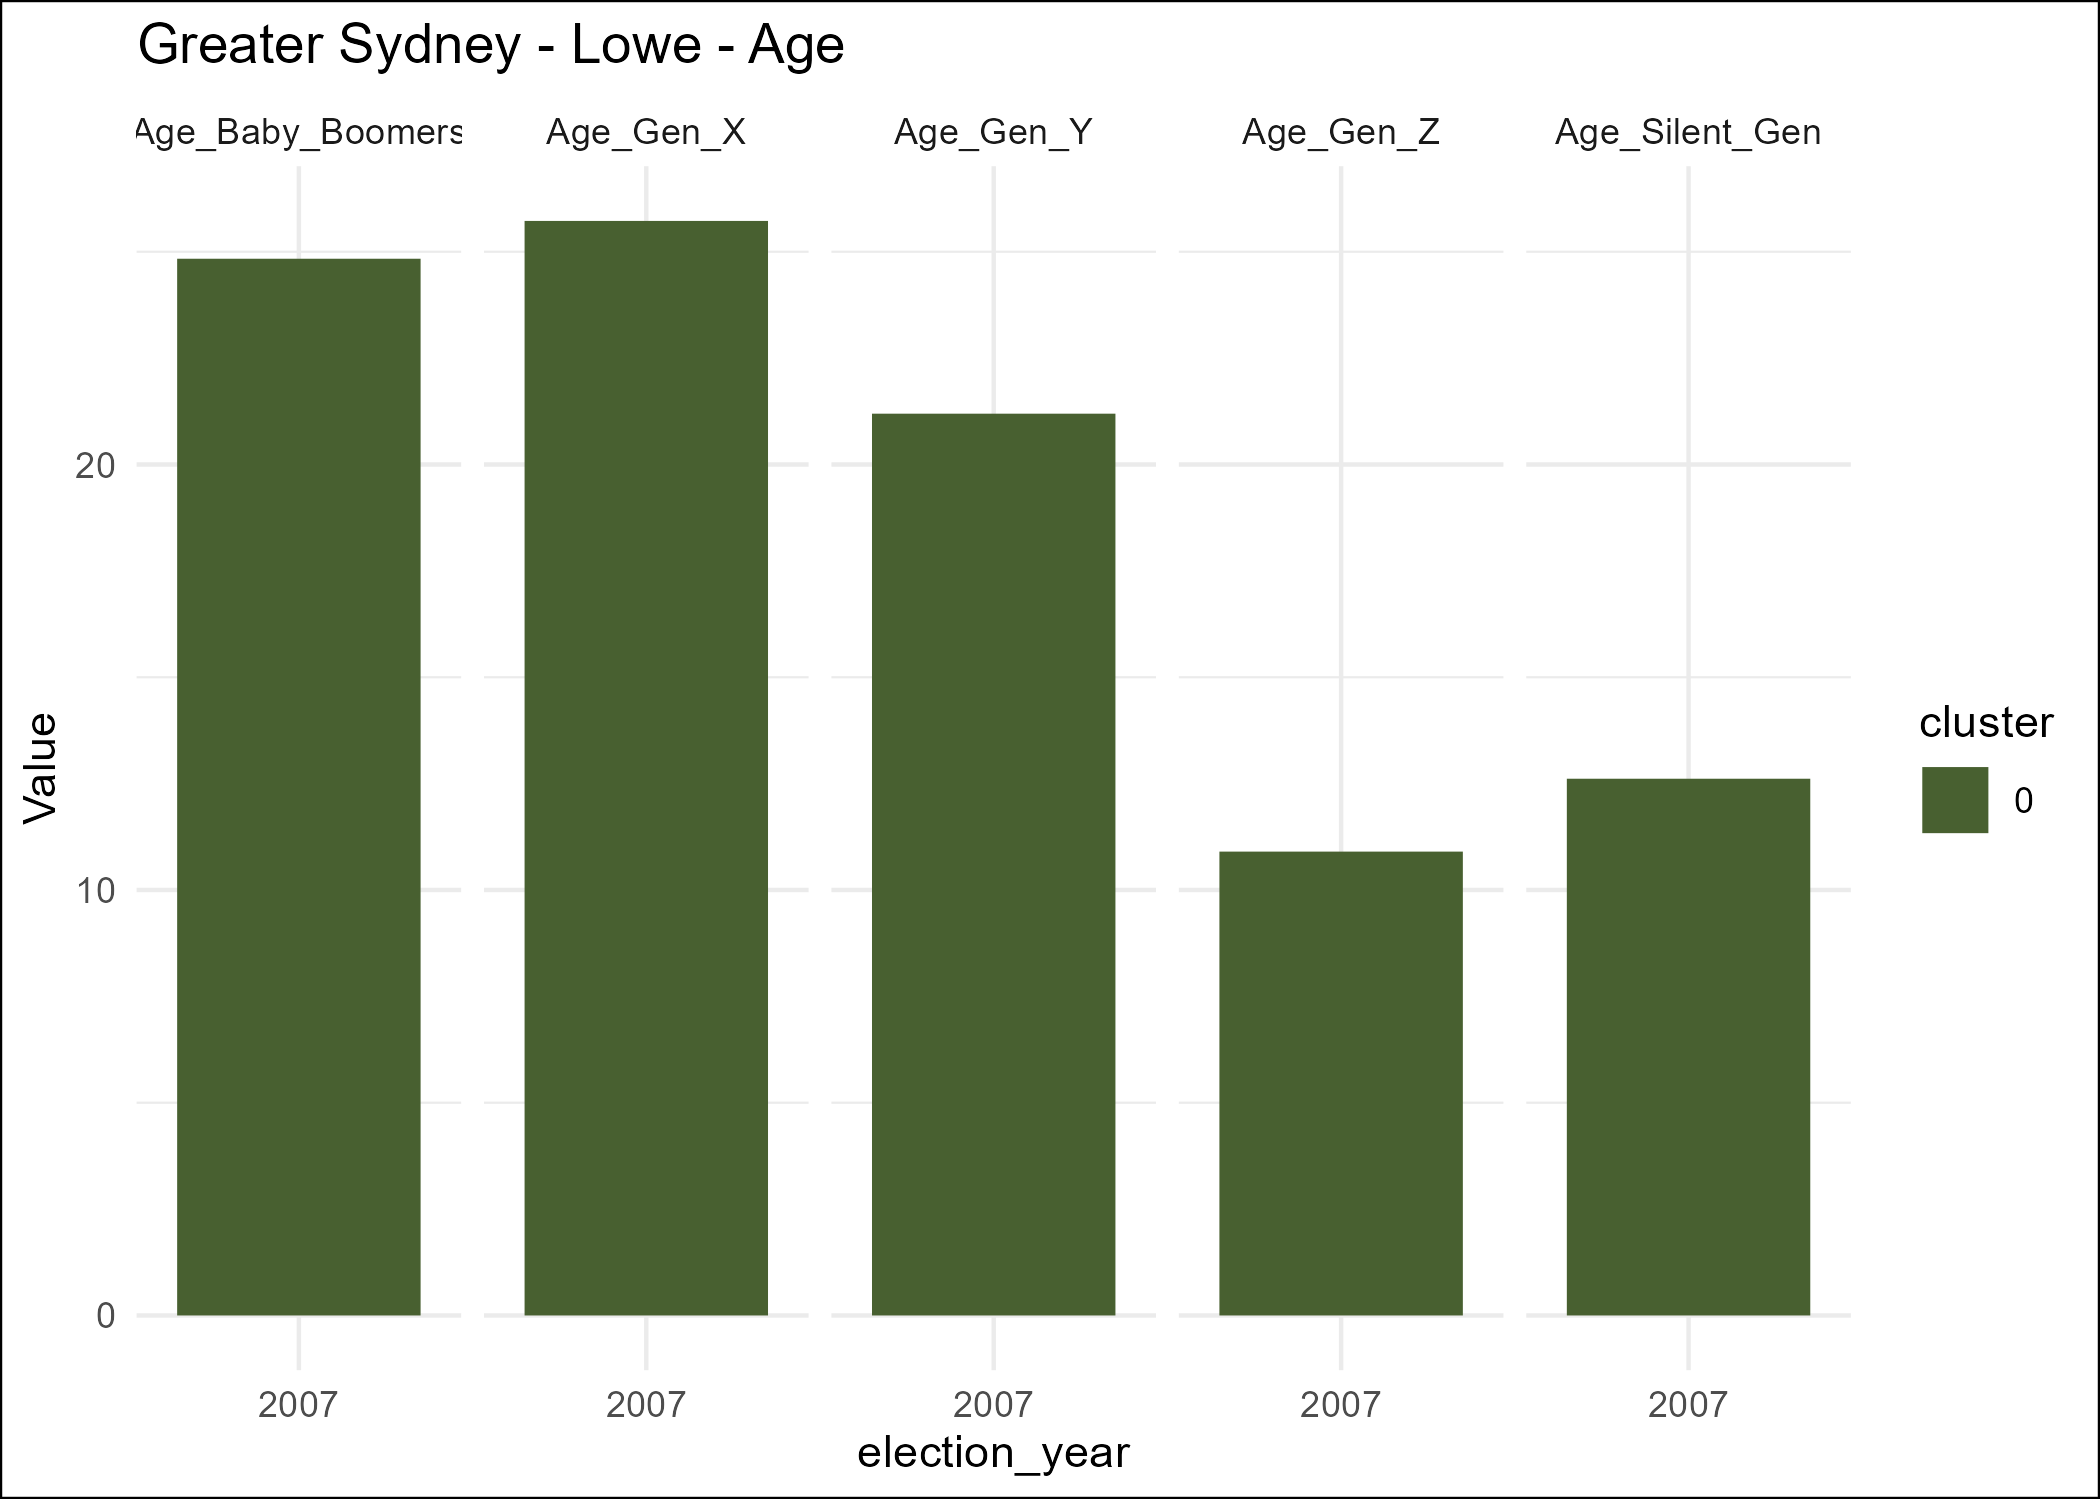 Greater Sydney - Lowe - Age
Age_Baby_Boomers
Age_Gen_X
Age_Gen_Y
Age_Gen_Z
Age_Silent_Gen
Value
20
10
0
2007
2007
2007
2007
2007
election_year
cluster
0